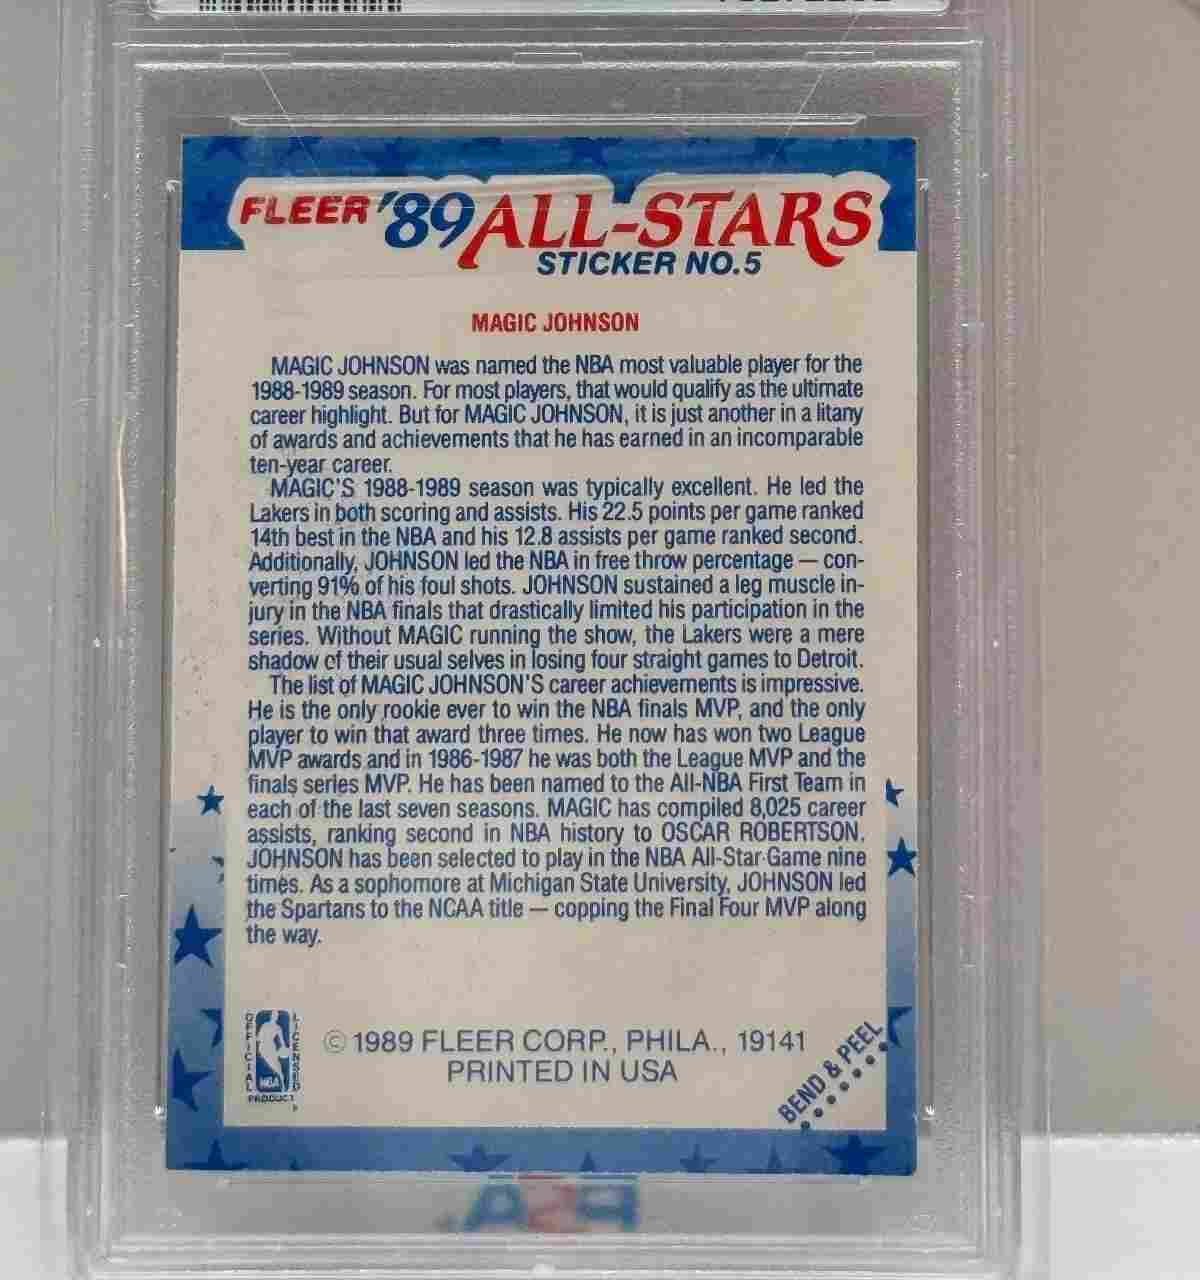 FLEER '89 ALL-STARS
STICKER NO.5
MAGIC JOHNSON
MAGIC JOHNSON was named the NBA most valuable player for the
1988-1989 season. For most players, that would qualify as the ultimate
career highlight. But for MAGIC JOHNSON, it is just another in a litany
of awards and achievements that he has earned in an incomparable
ten-year career.
MAGIC'S 1988-1989 season was typically excellent. He led the
Lakers in both scoring and assists. His 22.5 points per game ranked
14th best in the NBA and his 12.8 assists per game ranked second.
Additionally, JOHNSON led the NBA in free throw percentage — con-
verting 91% of his foul shots. JOHNSON sustained a leg muscle in-
jury in the NBA finals that drastically limited his participation in the
series. Without MAGIC running the show, the Lakers were a mere
shadow of their usual selves in losing four straight games to Detroit.
The list of MAGIC JOHNSON'S career achievements is impressive.
He is the only rookie ever to win the NBA finals MVP, and the only
player to win that award three times. He now has won two League
MVP awards and in 1986-1987 he was both the League MVP and the
finals series MVP. He has been named to the All-NBA First Team in
each of the last seven seasons. MAGIC has compiled 8,025 career
assists, ranking second in NBA history to OSCAR ROBERTSON.
JOHNSON has been selected to play in the NBA All-Star Game nine
times. As a sophomore at Michigan State University, JOHNSON led
the Spartans to the NCAA title — copping the Final Four MVP along
the way.
OFFICIAL LICENSED
NBA
PRODUCT
© 1989 FLEER CORP., PHILA., 19141
PRINTED IN USA
BEND & PEEL
PSA